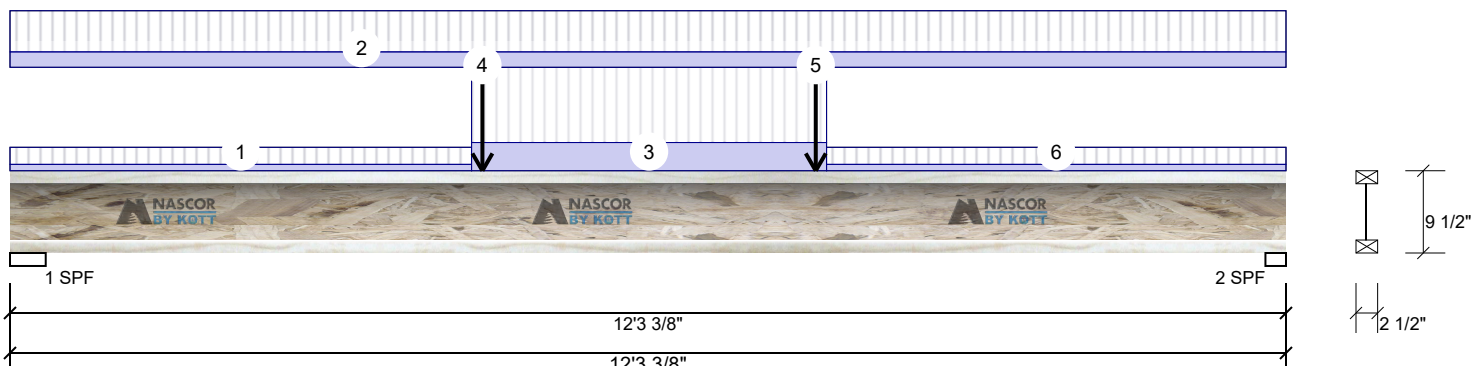 2
4
5
1
3
6
NASCOR
BY KOTT
NASCOR
BY KOTT
NASCOR
BY KOTT
9 1/2"
1 SPF
2 SPF
12'3 3/8"
2 1/2"
12'3 3/8"